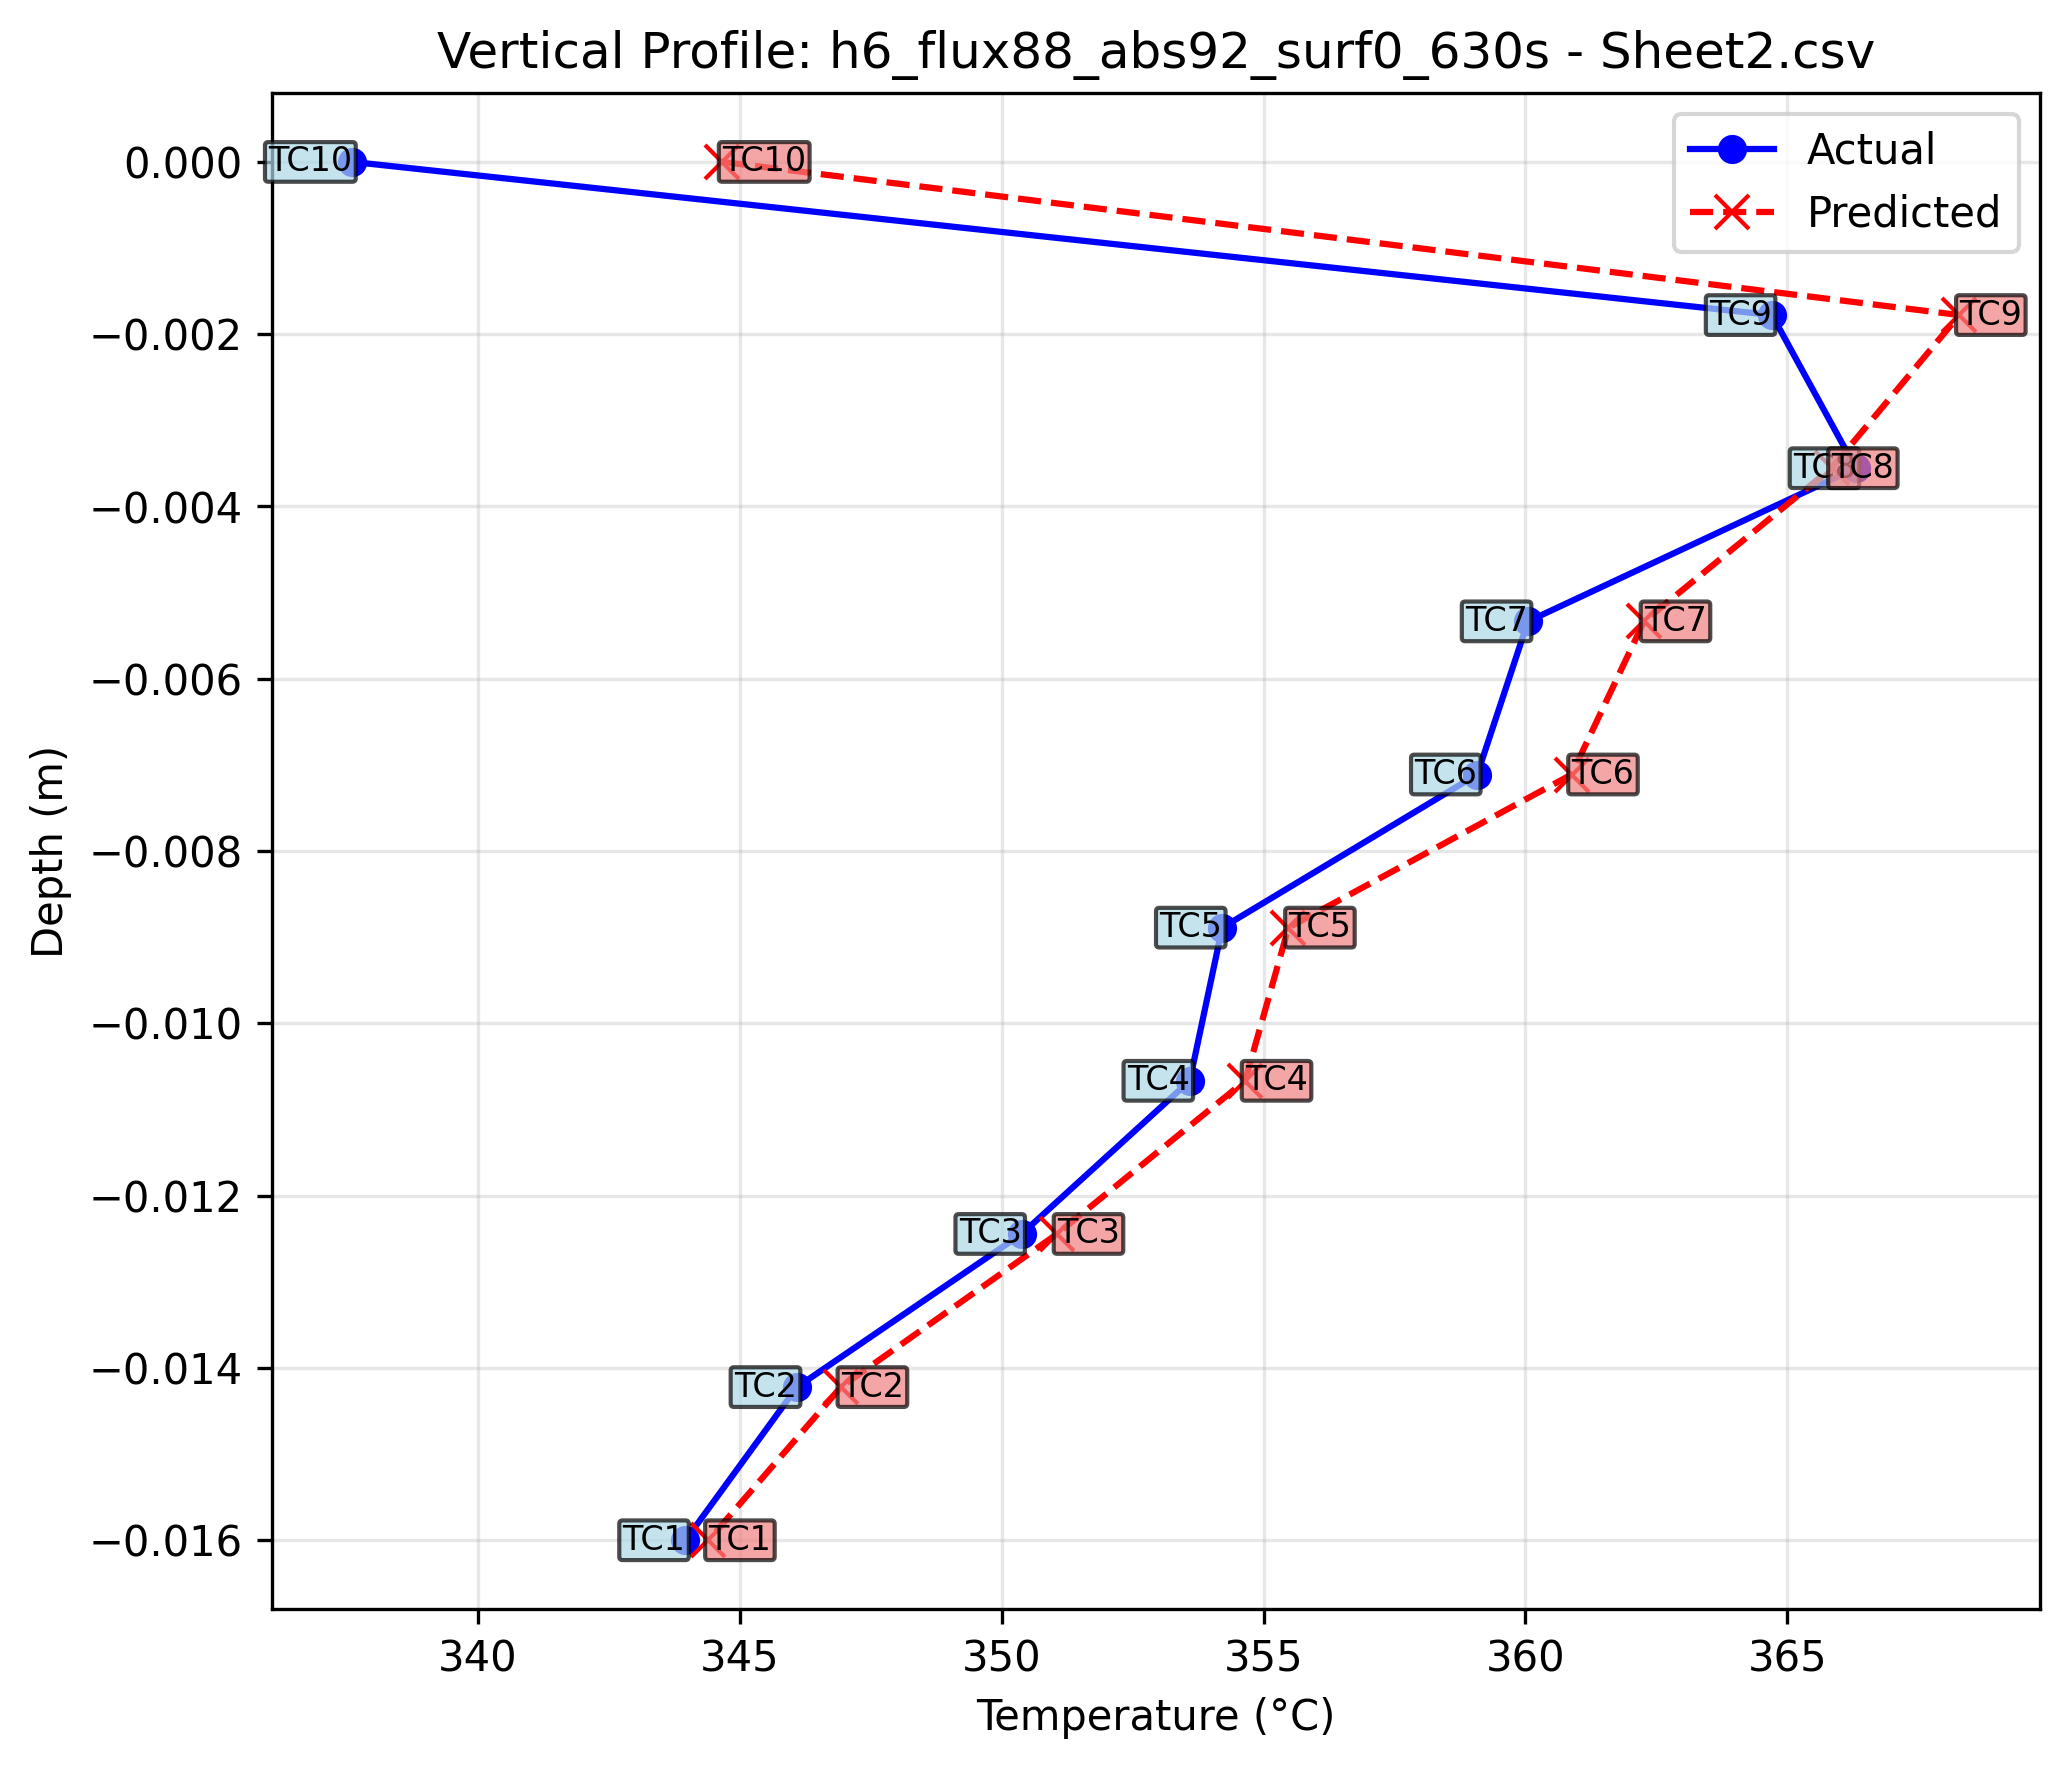 Vertical Profile: h6_flux88_abs92_surf0_630s - Sheet2.csv
Actual
Predicted
TC10 TC10
TC9 TC9
TC8 TC8
TC7 TC7
TC6 TC6
TC5 TC5
TC4 TC4
TC3 TC3
TC2 TC2
TC1 TC1
0.000
−0.002
−0.004
−0.006
−0.008
−0.010
−0.012
−0.014
−0.016
Depth (m)
340 345 350 355 360 365
Temperature (°C)